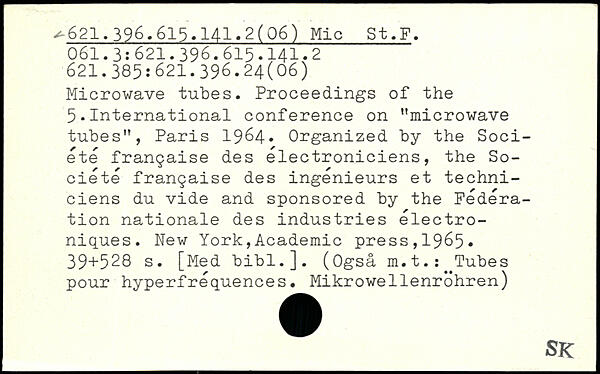 621.396.615.141.2(06) Mic St.F.
061.3:621.396.615.141.2
621.385:621.396.24(06)
Microwave tubes. Proceedings of the
5.International conference on "microwave
tubes", Paris 1964. Organized by the Soci-
été française des électroniciens, the So-
ciété française des ingénieurs et techni-
ciens du vide and sponsored by the Fédéra-
tion nationale des industries électro-
niques. New York,Academic press,1965.
39+528 s. [Med bibl.]. (Også m.t.: Tubes
pour hyperfréquences. Mikrowellenröhren)
SK